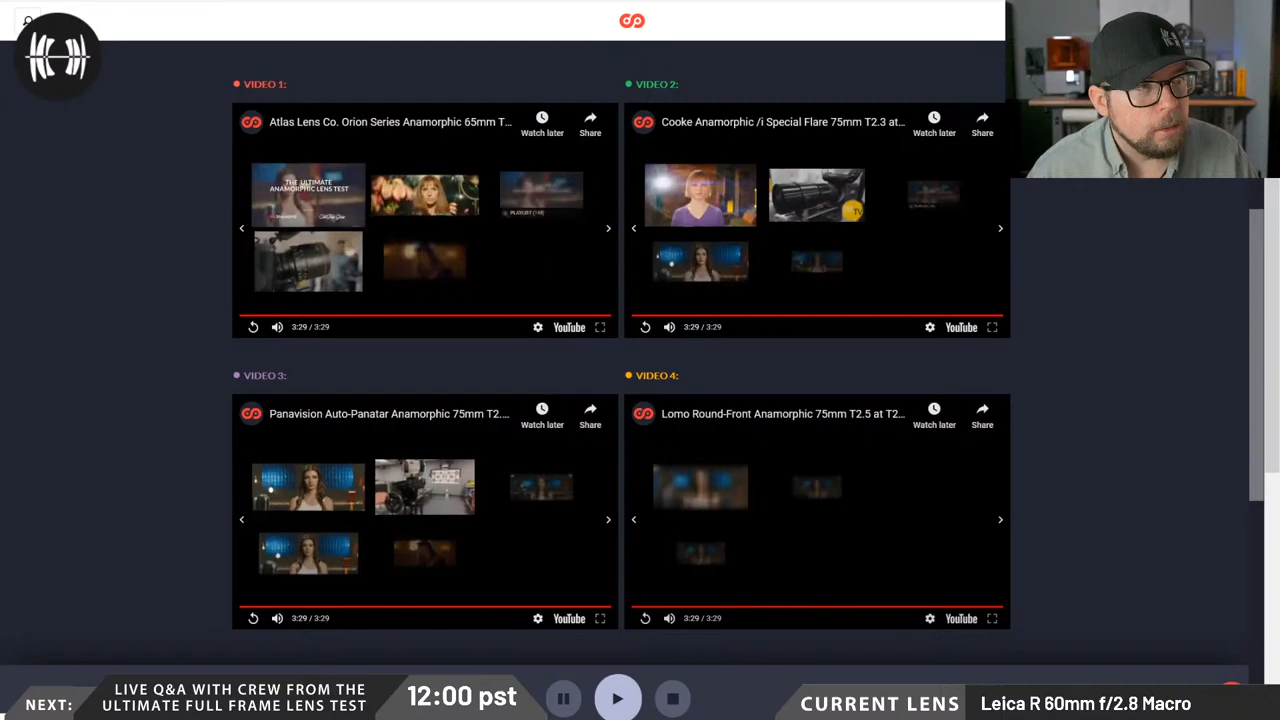 VIDEO 1:
VIDEO 2:
Atlas Lens Co. Orion Series Anamorphic 65mm T...
Watch later
Share
Cooke Anamorphic /i Special Flare 75mm T2.3 at...
Watch later
Share
THE ULTIMATE
ANAMORPHIC LENS TEST
TV
3:29 / 3:29
YouTube
3:29 / 3:29
YouTube
VIDEO 3:
VIDEO 4:
Panavision Auto-Panatar Anamorphic 75mm T2....
Watch later
Share
Lomo Round-Front Anamorphic 75mm T2.5 at T2...
Watch later
Share
3:29 / 3:29
YouTube
3:29 / 3:29
YouTube
NEXT:
LIVE Q&A WITH CREW FROM THE
ULTIMATE FULL FRAME LENS TEST
12:00 pst
CURRENT LENS
Leica R 60mm f/2.8 Macro